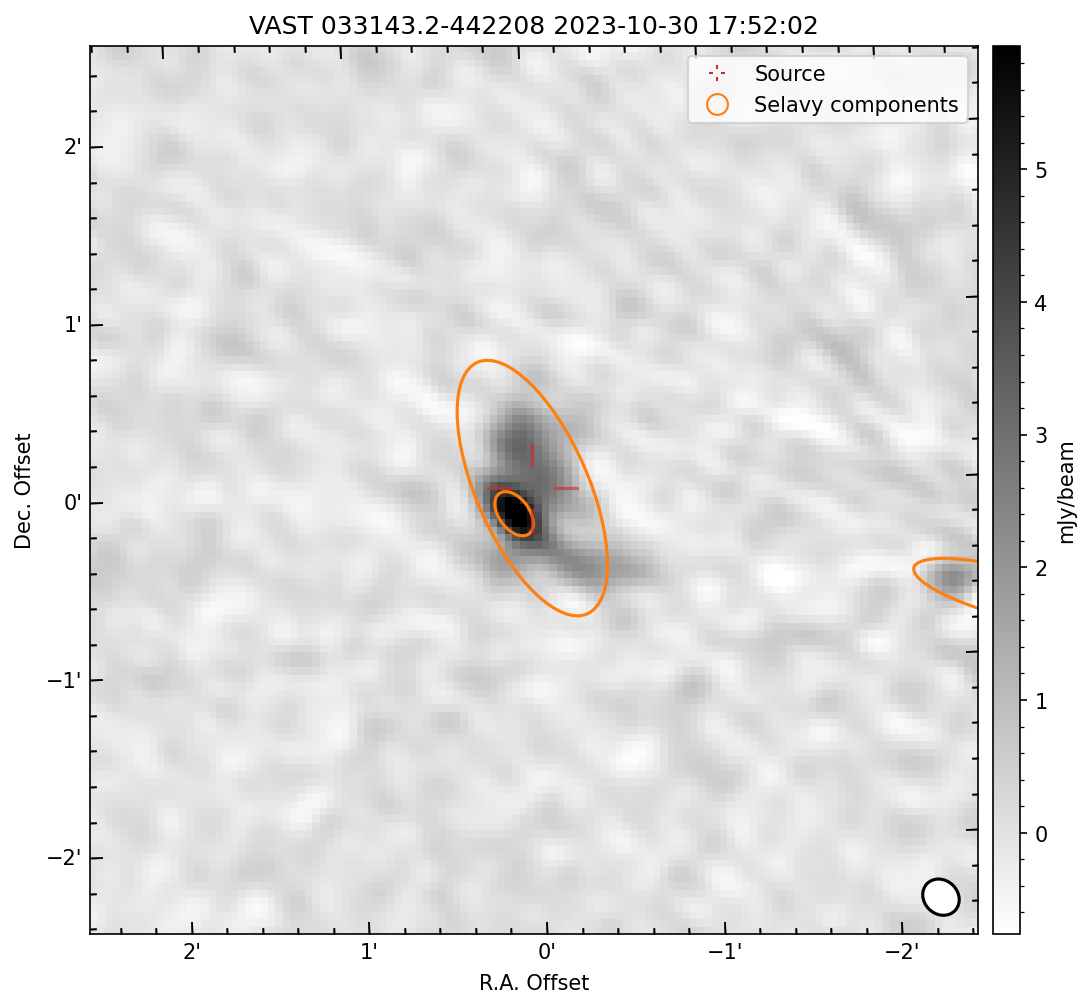 VAST 033143.2-442208 2023-10-30 17:52:02
Source
Selavy components
2'
1'
0'
−1'
−2'
Dec. Offset
2'
1'
0'
−1'
−2'
R.A. Offset
5
4
3
2
1
0
mJy/beam